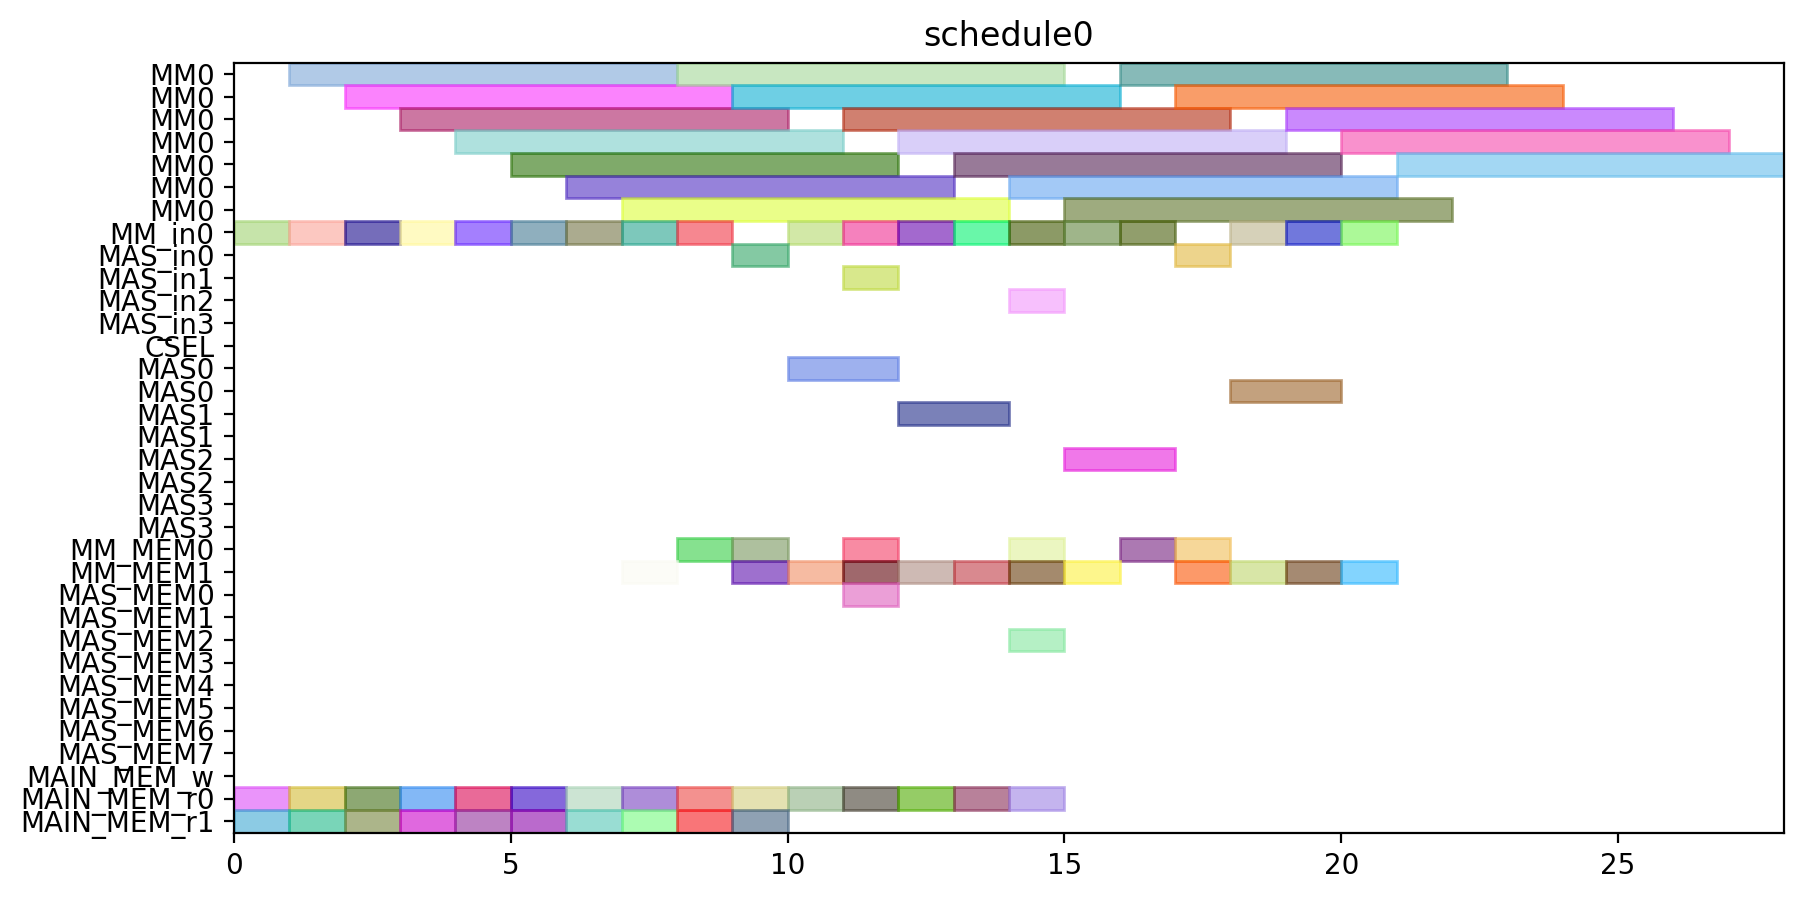 schedule0
MM0
MM0
MM0
MM0
MM0
MM0
MM0
MM_in0
MAS_in0
MAS_in1
MAS_in2
MAS_in3
CSEL
MAS0
MAS0
MAS1
MAS1
MAS2
MAS2
MAS3
MAS3
MM_MEM0
MM_MEM1
MAS_MEM0
MAS_MEM1
MAS_MEM2
MAS_MEM3
MAS_MEM4
MAS_MEM5
MAS_MEM6
MAS_MEM7
MAIN_MEM_w
MAIN_MEM_r0
MAIN_MEM_r1
0 5 10 15 20 25